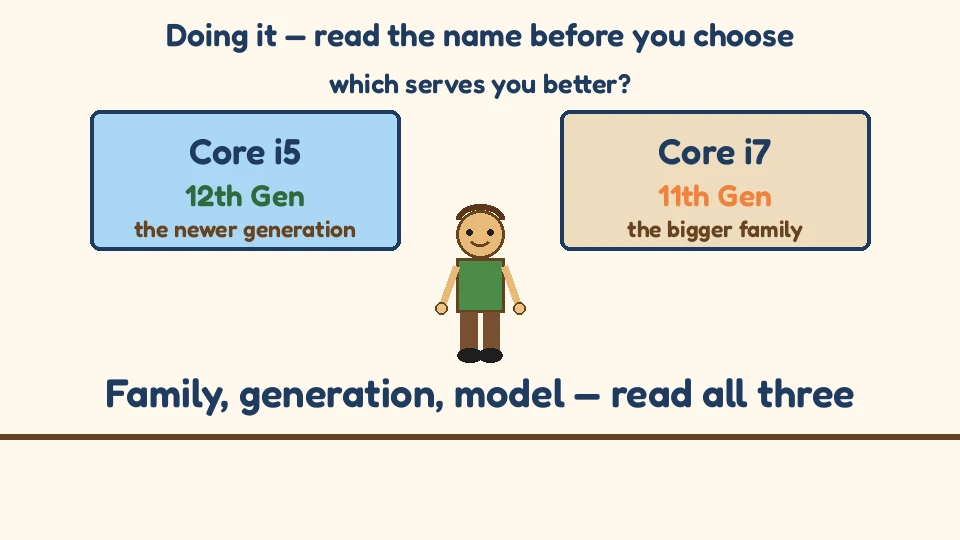 Doing it — read the name before you choose
which serves you better?
Core i5
12th Gen
the newer generation
Core i7
11th Gen
the bigger family
Family, generation, model — read all three